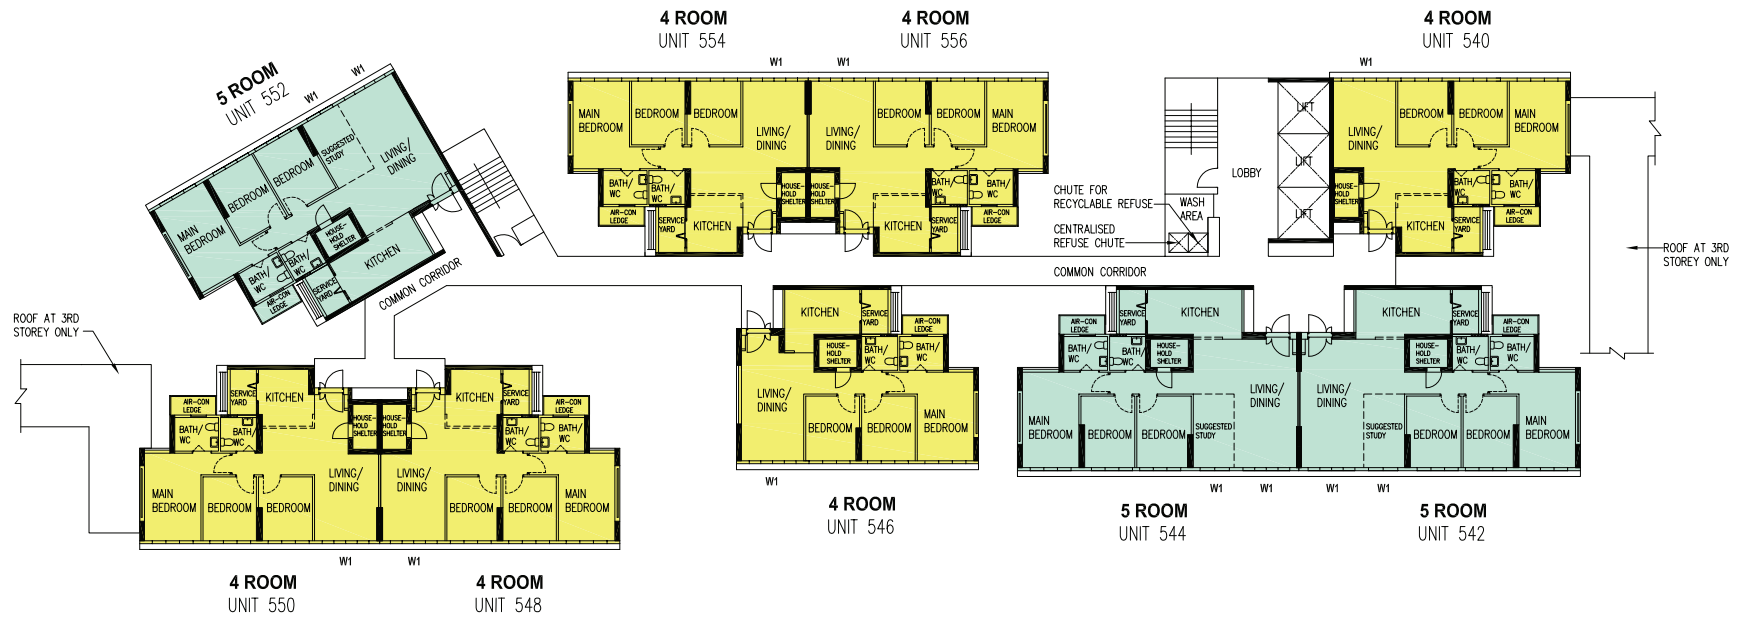 4 ROOM
UNIT 554
4 ROOM
UNIT 556
4 ROOM
UNIT 540
5 ROOM
UNIT 552
W1
W1
MAIN
BEDROOM
BEDROOM
BEDROOM
SUGGESTED
STUDY
LIVING/
DINING
BATH/
WC
BATH/
WC
HOUSE-
HOLD
SHELTER
KITCHEN
SERVICE
YARD
AIR-CON
LEDGE
COMMON CORRIDOR
W1
W1
MAIN
BEDROOM
BEDROOM
BEDROOM
LIVING/
DINING
BATH/
WC
BATH/
WC
AIR-CON
LEDGE
SERVICE
YARD
KITCHEN
HOUSE-
HOLD
SHELTER
LIVING/
DINING
BEDROOM
BEDROOM
MAIN
BEDROOM
HOUSE-
HOLD
SHELTER
BATH/
WC
BATH/
WC
KITCHEN
SERVICE
YARD
AIR-CON
LEDGE
CHUTE FOR
RECYCLABLE REFUSE
CENTRALISED
REFUSE CHUTE
WASH
AREA
LOBBY
LIFT
LIFT
LIFT
COMMON CORRIDOR
W1
LIVING/
DINING
BEDROOM
BEDROOM
MAIN
BEDROOM
HOUSE-
HOLD
SHELTER
BATH/
WC
BATH/
WC
KITCHEN
SERVICE
YARD
AIR-CON
LEDGE
ROOF AT 3RD
STOREY ONLY
ROOF AT 3RD
STOREY ONLY
AIR-CON
LEDGE
SERVICE
YARD
KITCHEN
BATH/
WC
BATH/
WC
HOUSE-
HOLD
SHELTER
MAIN
BEDROOM
BEDROOM
BEDROOM
LIVING/
DINING
W1
4 ROOM
UNIT 550
KITCHEN
SERVICE
YARD
AIR-CON
LEDGE
HOUSE-
HOLD
SHELTER
BATH/
WC
BATH/
WC
LIVING/
DINING
BEDROOM
BEDROOM
MAIN
BEDROOM
W1
4 ROOM
UNIT 548
KITCHEN
SERVICE
YARD
AIR-CON
LEDGE
HOUSE-
HOLD
SHELTER
BATH/
WC
BATH/
WC
LIVING/
DINING
BEDROOM
BEDROOM
MAIN
BEDROOM
W1
4 ROOM
UNIT 546
AIR-CON
LEDGE
SERVICE
YARD
KITCHEN
BATH/
WC
BATH/
WC
HOUSE-
HOLD
SHELTER
MAIN
BEDROOM
BEDROOM
BEDROOM
SUGGESTED
STUDY
LIVING/
DINING
W1
W1
5 ROOM
UNIT 544
KITCHEN
SERVICE
YARD
AIR-CON
LEDGE
HOUSE-
HOLD
SHELTER
BATH/
WC
BATH/
WC
LIVING/
DINING
SUGGESTED
STUDY
BEDROOM
BEDROOM
MAIN
BEDROOM
W1
W1
5 ROOM
UNIT 542